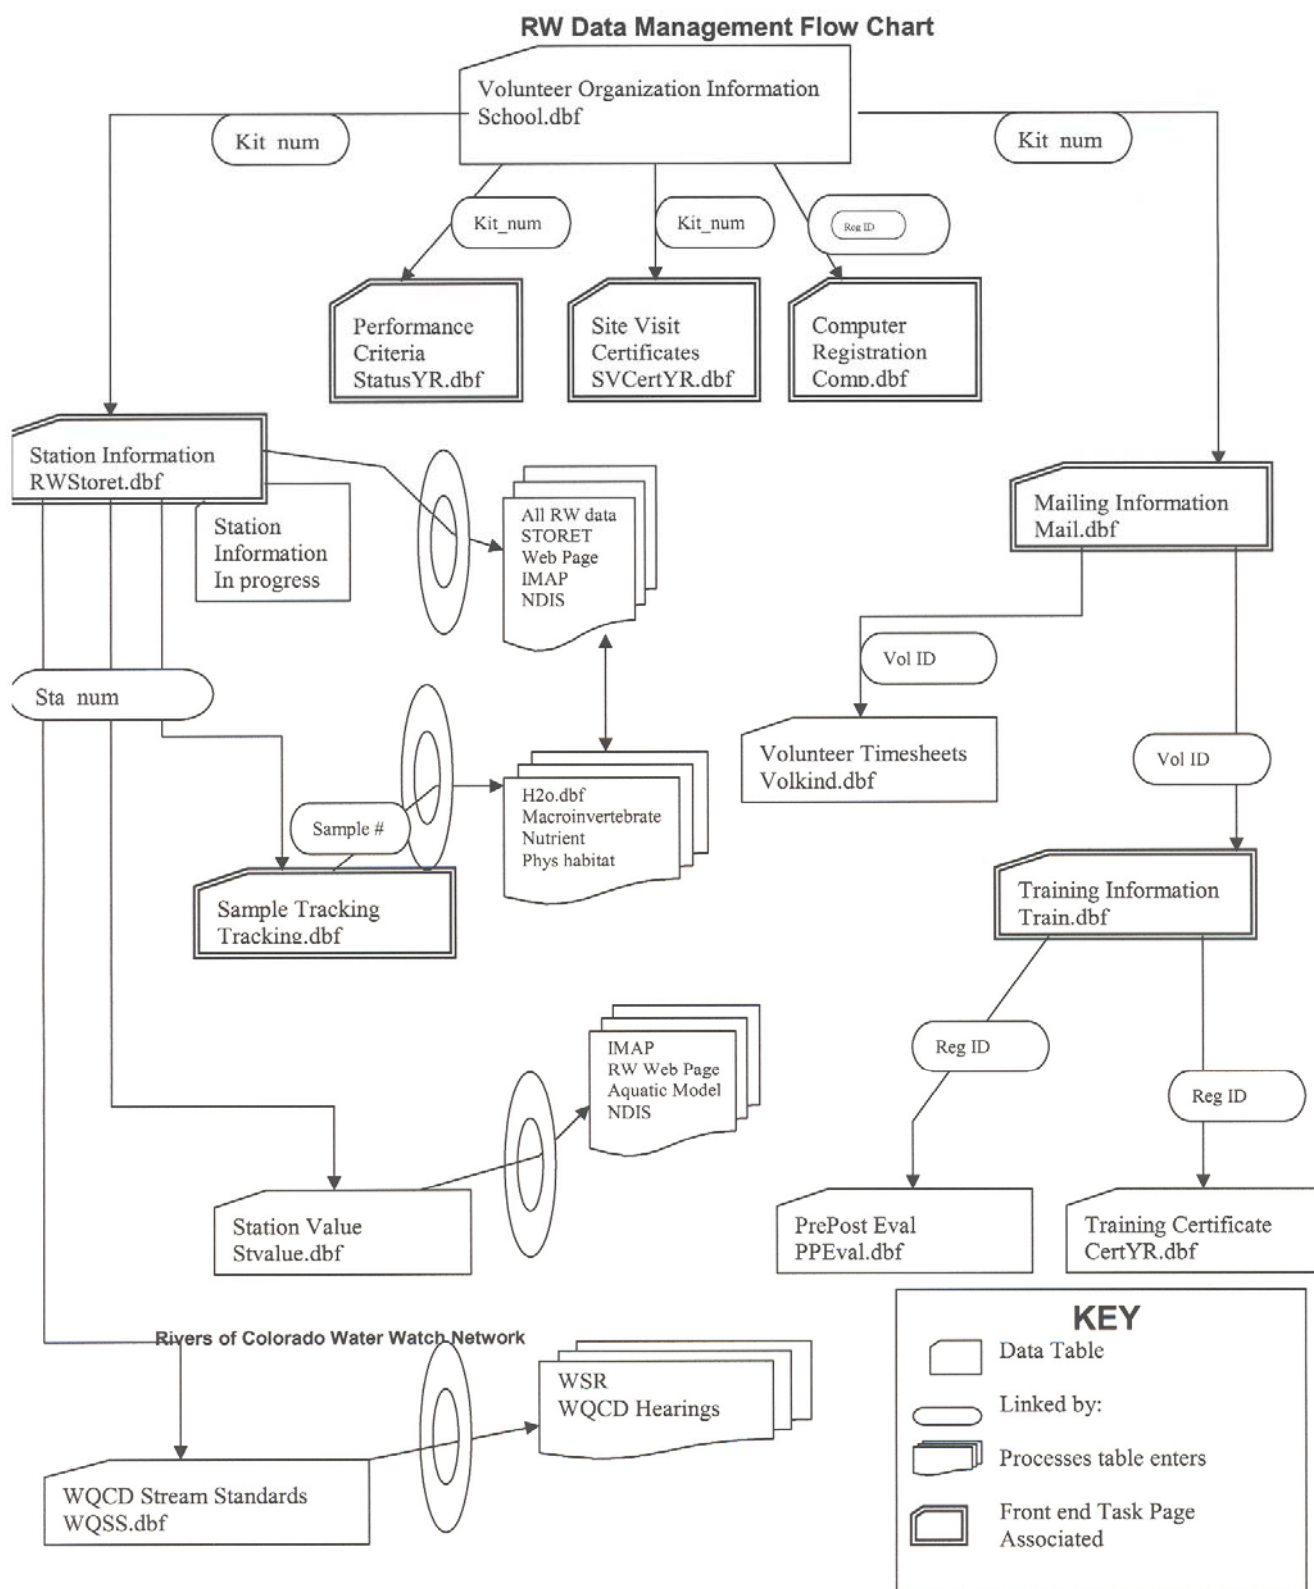 RW Data Management Flow Chart
Volunteer Organization Information
School.dbf
Kit num
Kit num
Kit_num
Kit_num
Reg ID
Performance
Criteria
StatusYR.dbf
Site Visit
Certificates
SVCertYR.dbf
Computer
Registration
Comp.dbf
Station Information
RWStoret.dbf
Station
Information
In progress
All RW data
STORET
Web Page
IMAP
NDIS
Mailing Information
Mail.dbf
Vol ID
Sta num
Volunteer Timesheets
Volkind.dbf
Vol ID
H2o.dbf
Macroinvertebrate
Nutrient
Phys habitat
Sample #
Sample Tracking
Tracking.dbf
Training Information
Train.dbf
Reg ID
Reg ID
IMAP
RW Web Page
Aquatic Model
NDIS
Station Value
Stvalue.dbf
PrePost Eval
PPEval.dbf
Training Certificate
CertYR.dbf
Rivers of Colorado Water Watch Network
WSR
WQCD Hearings
WQCD Stream Standards
WQSS.dbf
KEY
Data Table
Linked by:
Processes table enters
Front end Task Page
Associated